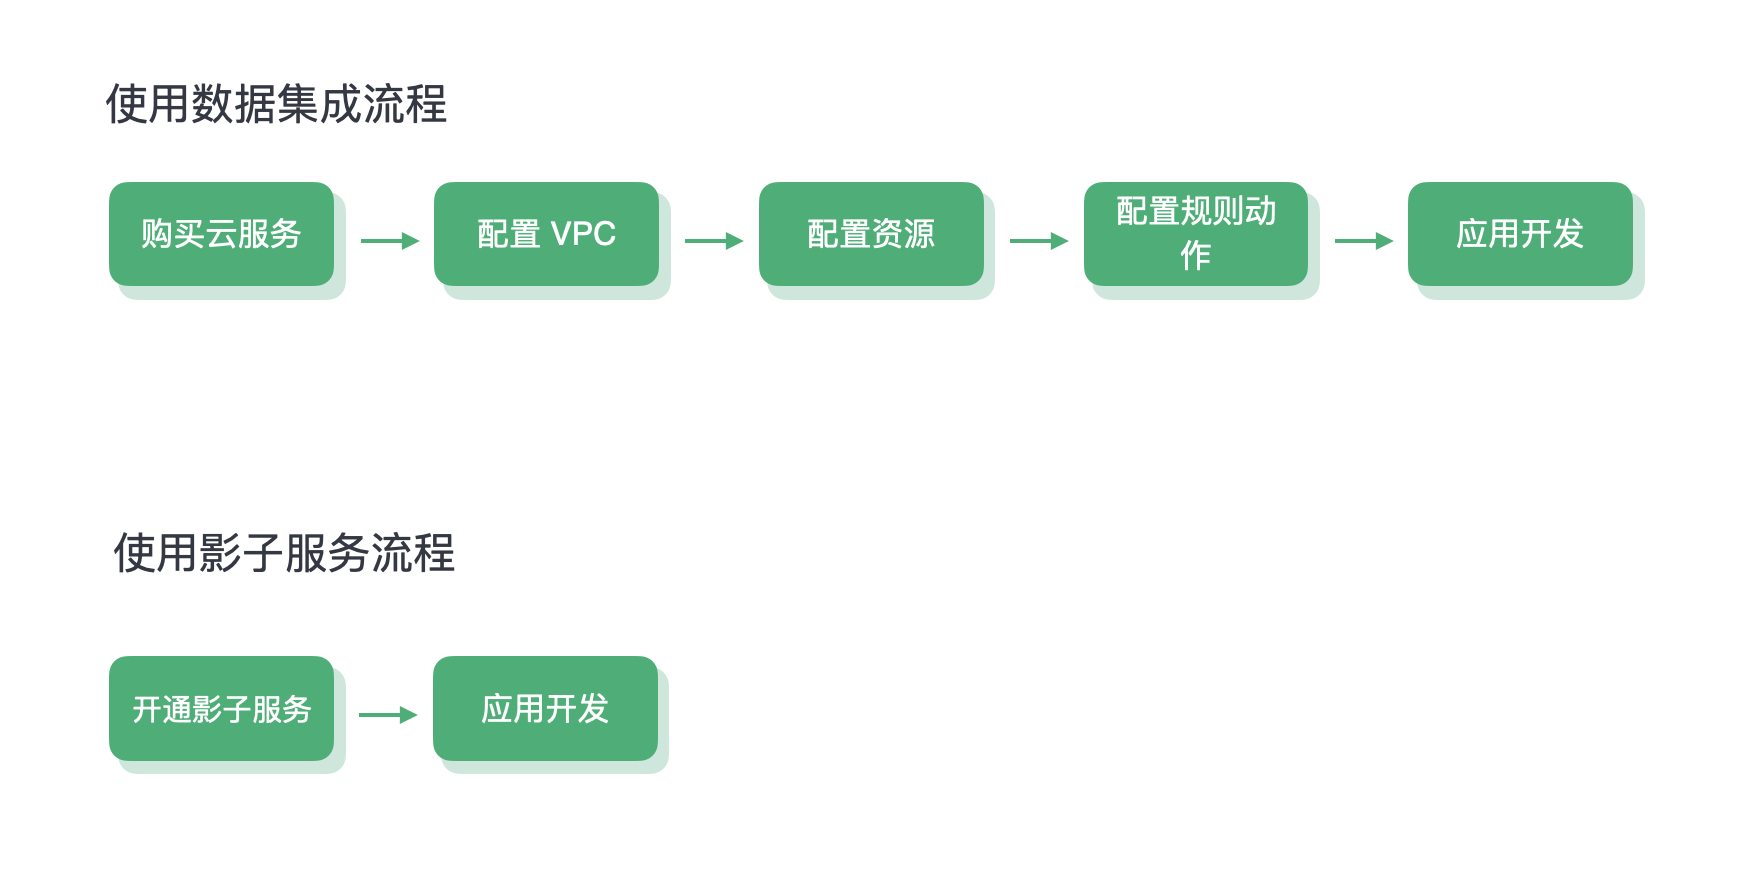 使用数据集成流程
购买云服务
配置 VPC
配置资源
配置规则动
作
应用开发
使用影子服务流程
开通影子服务
应用开发